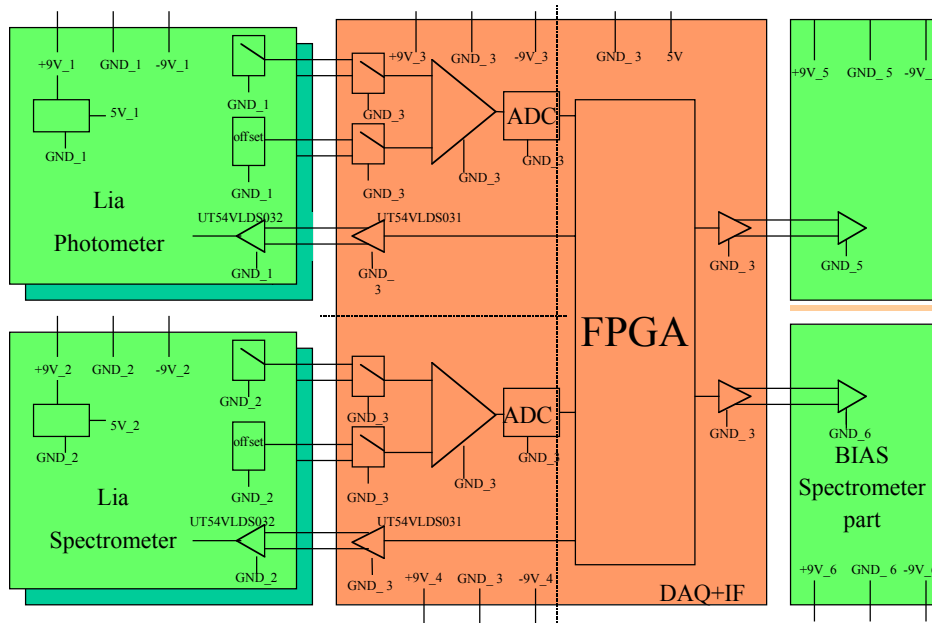 +9V_1 GND_1 -9V_1
5V_1
GND_1
GND_1
offset
GND_1
Lia
Photometer
UT54VLDS032
GND_1
+9V_3 GND_3 -9V_3
GND_3
GND_3
GND_3
ADC
GND_3
UT54VLDS031
GND_
3
GND_3 5V
FPGA
GND_3
GND_3
DAQ+IF
+9V_5 GND_5 -9V_
GND_5
+9V_2 GND_2 -9V_2
5V_2
GND_2
GND_2
offset
GND_2
Lia
Spectrometer
UT54VLDS032
GND_2
GND_3
GND_3
GND_3
ADC
GND_3
UT54VLDS031
GND_3
+9V_4 GND_3 -9V_4
GND_6
BIAS
Spectrometer
part
+9V_6 GND_6 -9V_6